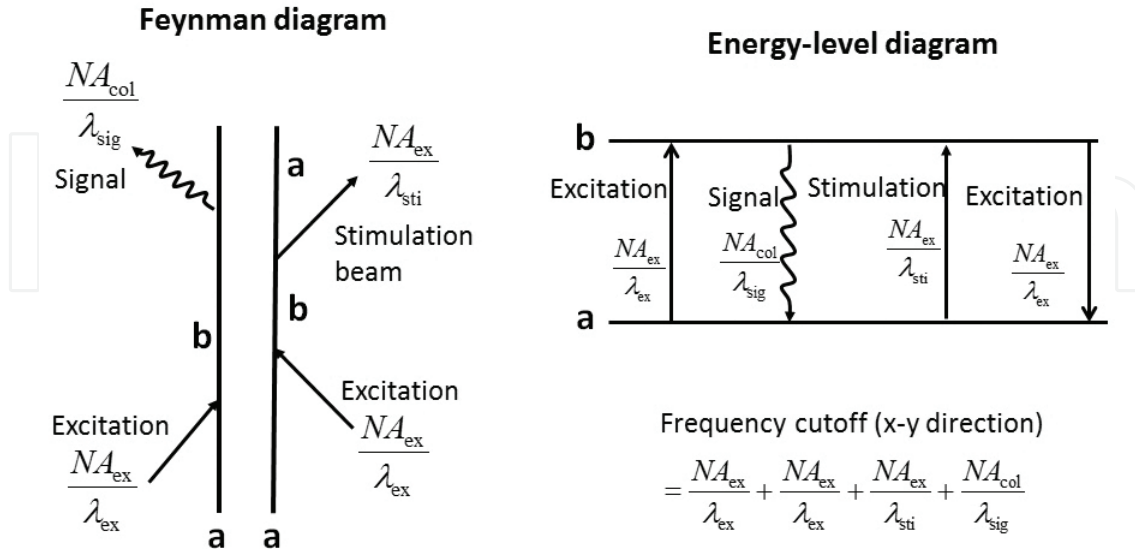 Feynman diagram
NA_col/λ_sig
Signal
a
NA_ex/λ_sti
Stimulation
beam
b
b
Excitation
NA_ex/λ_ex
Excitation
NA_ex/λ_ex
a a
Energy-level diagram
b
Excitation
NA_ex/λ_ex
Signal
NA_col/λ_sig
Stimulation
NA_ex/λ_sti
Excitation
NA_ex/λ_ex
a
Frequency cutoff (x-y direction)
= NA_ex/λ_ex + NA_ex/λ_ex + NA_ex/λ_sti + NA_col/λ_sig